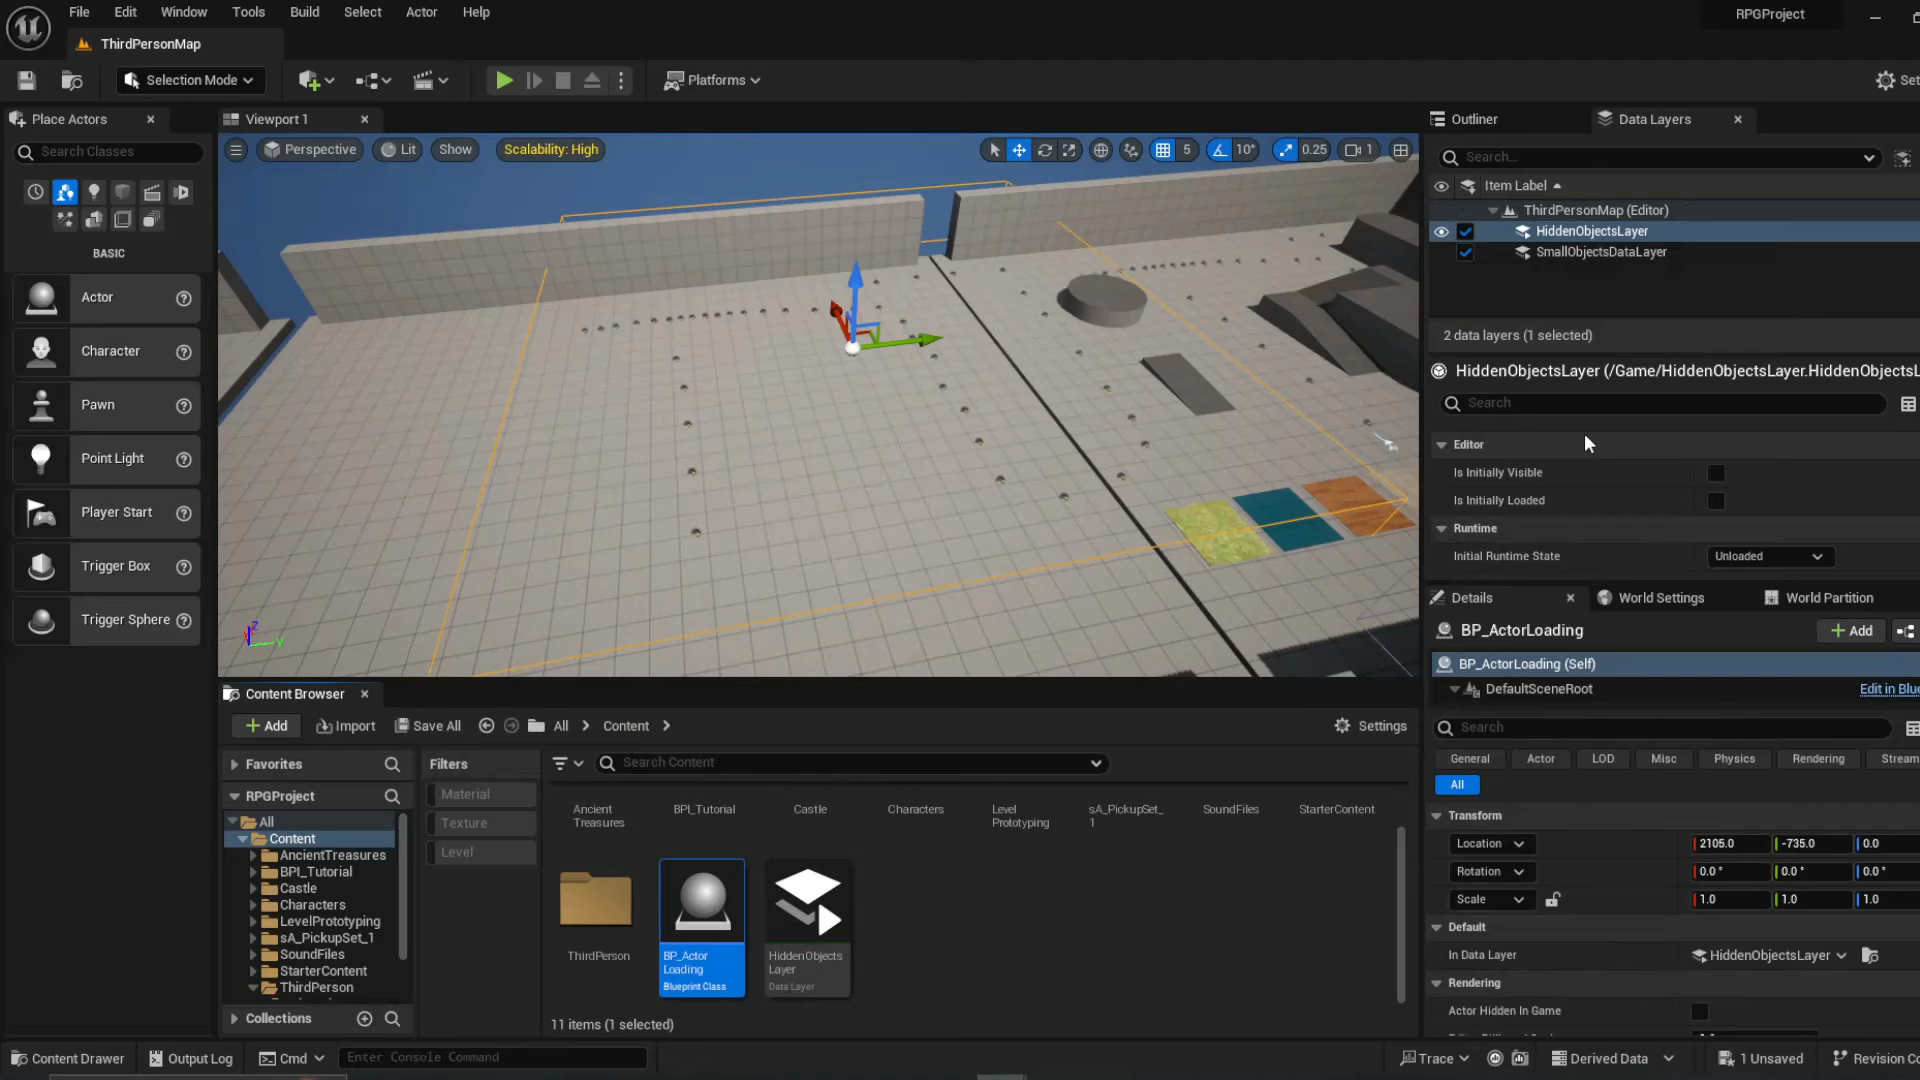 File Edit Window Tools Build Select Actor Help
RPGProject
ThirdPersonMap
Selection Mode
Platforms
Set
Place Actors
Viewport 1
Outliner
Data Layers
Search Classes
Perspective
Lit
Show
Scalability: High
5
10°
0.25
1
Search...
Item Label
ThirdPersonMap (Editor)
HiddenObjectsLayer
SmallObjectsDataLayer
BASIC
Actor
Character
Pawn
Point Light
Player Start
Trigger Box
Trigger Sphere
Z
Y
2 data layers (1 selected)
HiddenObjectsLayer (/Game/HiddenObjectsLayer.HiddenObjectsL
Search
Editor
Is Initially Visible
Is Initially Loaded
Runtime
Initial Runtime State
Unloaded
Details
World Settings
World Partition
BP_ActorLoading
Add
BP_ActorLoading (Self)
DefaultSceneRoot
Edit in Blue
Search
General
Actor
LOD
Misc
Physics
Rendering
Stream
All
Transform
Location
2105.0
-735.0
0.0
Rotation
0.0°
0.0°
0.0°
Scale
1.0
1.0
1.0
Default
In Data Layer
HiddenObjectsLayer
Rendering
Actor Hidden In Game
Content Browser
Add
Import
Save All
All
Content
Settings
Favorites
Filters
Search Content
RPGProject
Material
Texture
Level
All
Content
AncientTreasures
BPI_Tutorial
Castle
Characters
LevelPrototyping
sA_PickupSet_1
SoundFiles
StarterContent
ThirdPerson
Collections
Ancient
Treasures
BPI_Tutorial
Castle
Characters
Level
Prototyping
sA_PickupSet_
1
SoundFiles
StarterContent
ThirdPerson
BP_Actor
Loading
Blueprint Class
HiddenObjects
Layer
Data Layer
11 items (1 selected)
Content Drawer
Output Log
Cmd
Enter Console Command
Trace
Derived Data
1 Unsaved
Revision Co